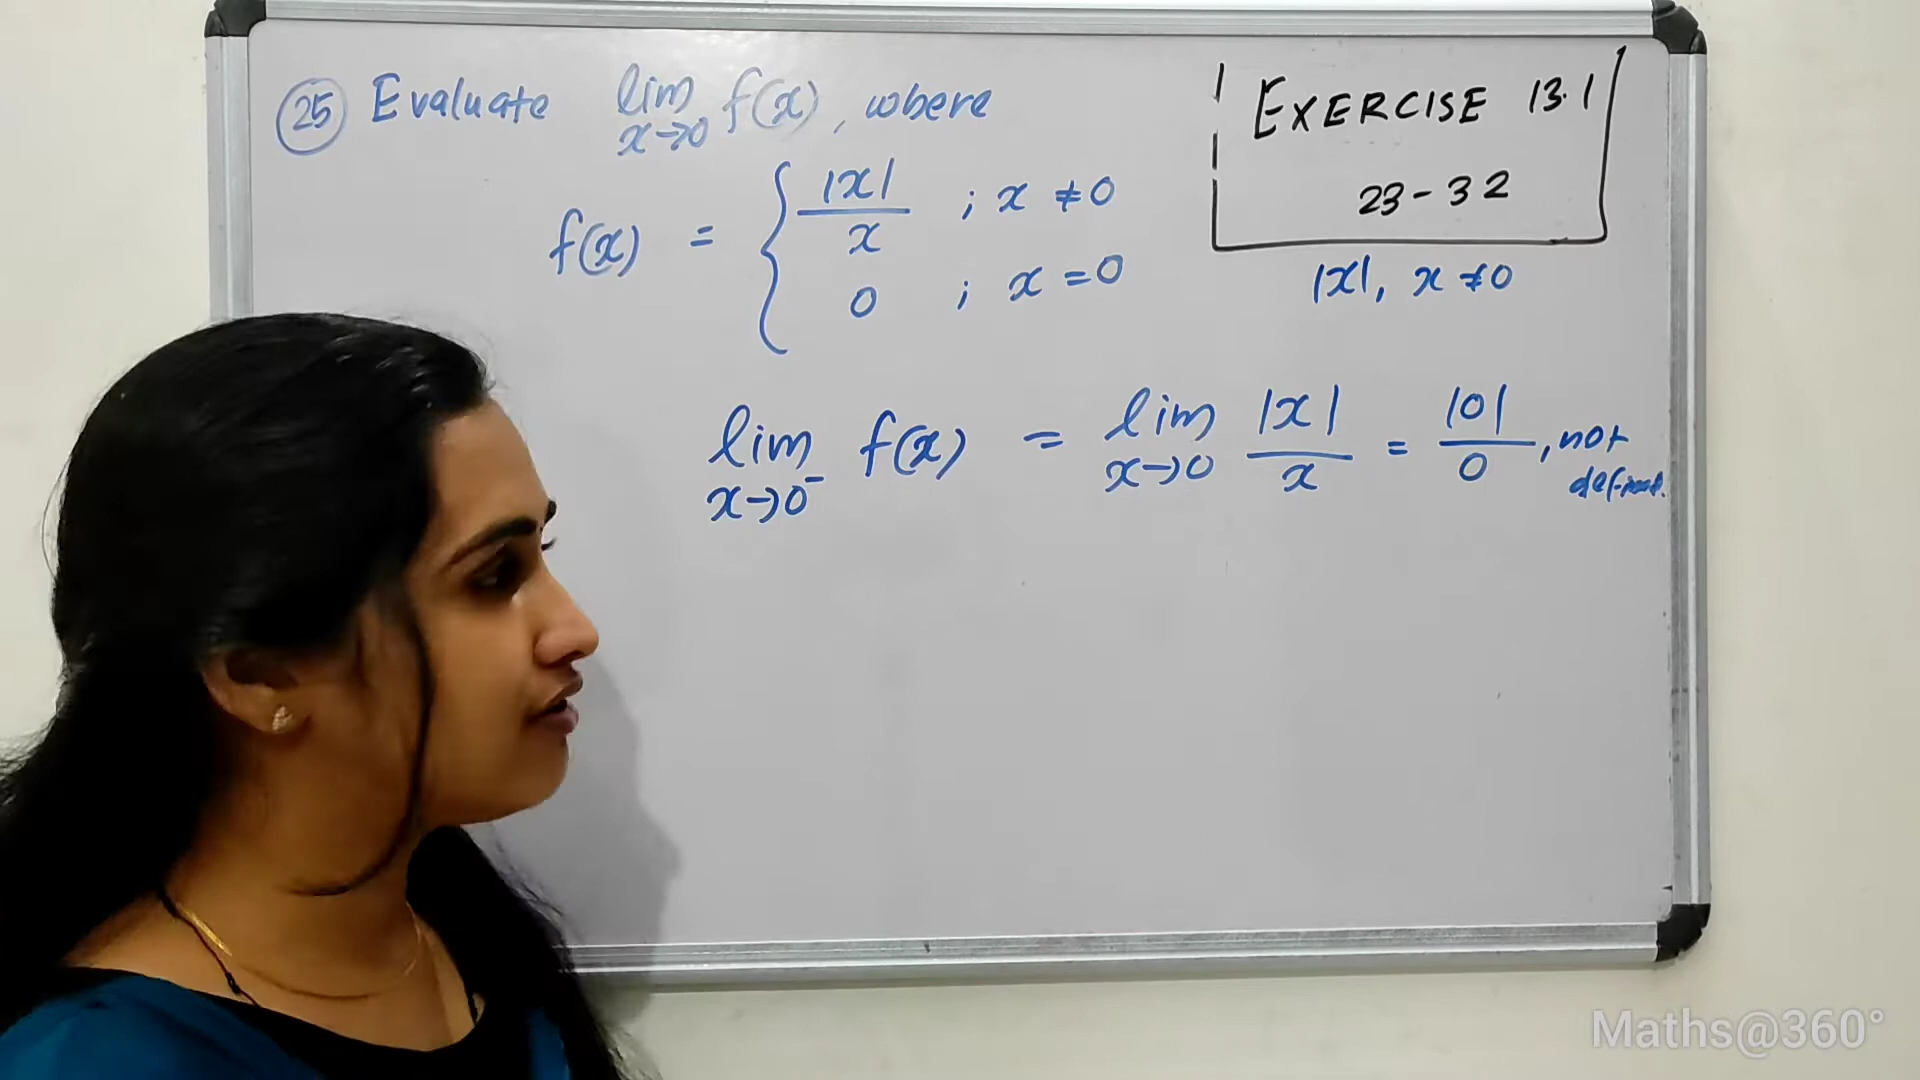 25 Evaluate lim x→0 f(x), where
f(x) = { |x|/x ; x ≠ 0
0 ; x = 0
EXERCISE 13.1
23-32
|x|, x ≠ 0
lim x→0⁻ f(x) = lim x→0 |x|/x = |0|/0, not
Maths@360°